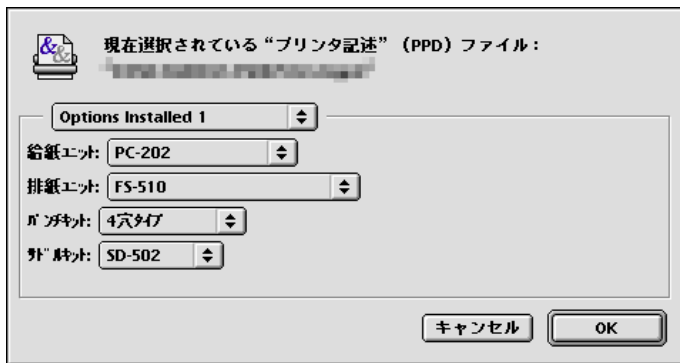 現在選択されている“プリンタ記述” (PPD) ファイル：
Options Installed 1
給紙ユニット: PC-202
排紙ユニット: FS-510
パンチキット: 4穴タイプ
サドルキット: SD-502
キャンセル OK